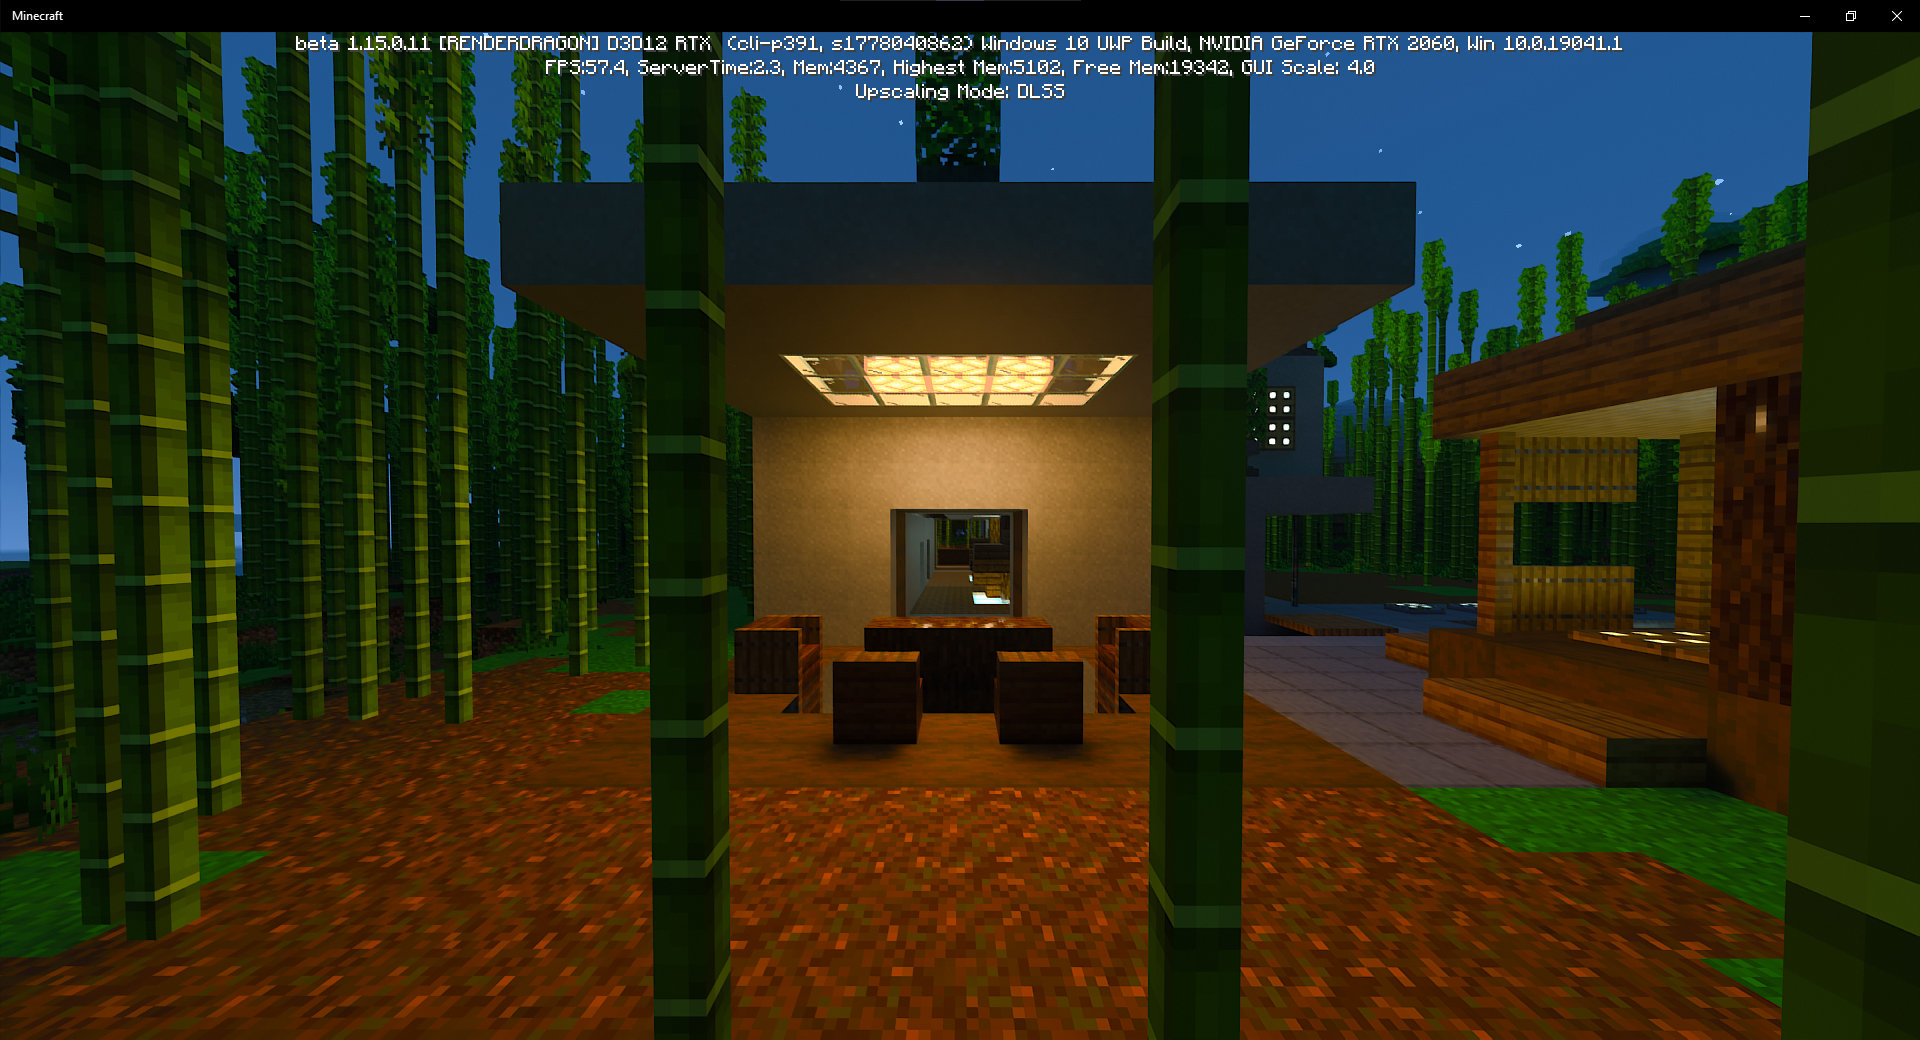 Minecraft
beta 1.15.0.11 [RENDERDRAGON] D3D12 RTX (cli-p391, s1778040862) Windows 10 UWP Build, NVIDIA GeForce RTX 2060, Win 10.0.19041.1
FPS:57.4, ServerTime:2.3, Mem:4367, Highest Mem:5102, Free Mem:19342, GUI Scale: 4.0
Upscaling Mode: DLSS